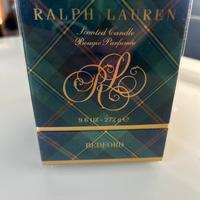 RALPH LAUREN
Scented Candle
Bougie Parfumée
RL
9.6 OZ - 272 g ℮
BEDFORD